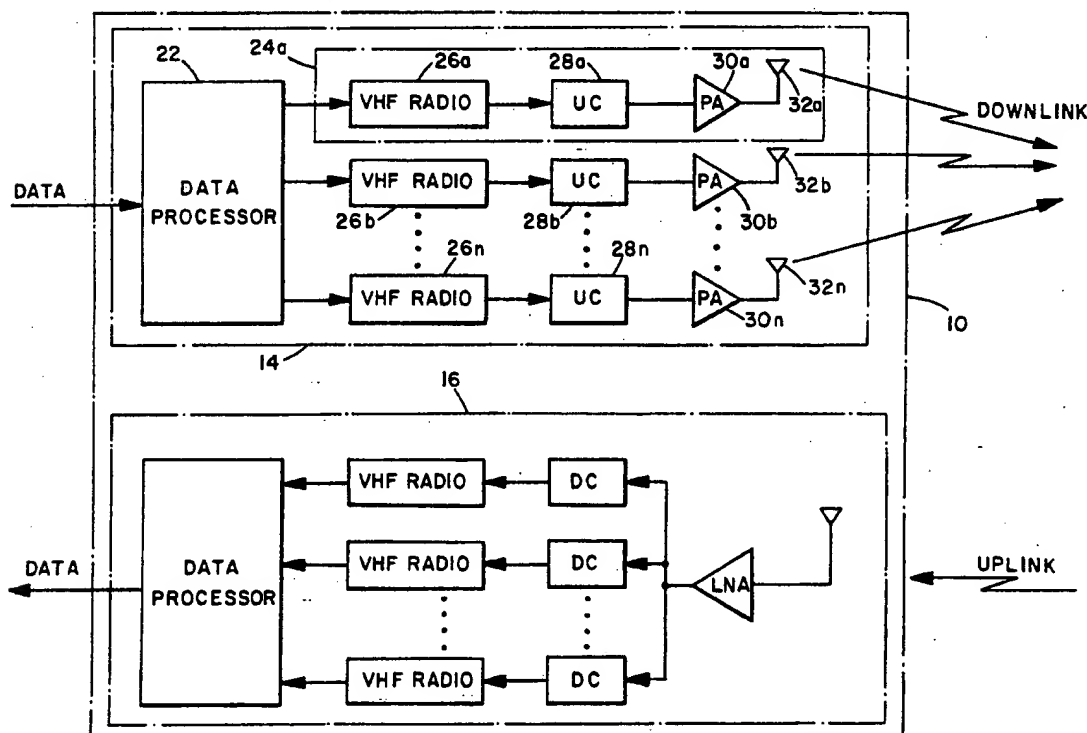 22
24a
26a
28a
30a
VHF RADIO
UC
PA
32a
DOWNLINK
DATA
DATA
PROCESSOR
VHF RADIO
UC
PA
32b
26b
28b
30b
26n
28n
VHF RADIO
UC
PA
32n
30n
10
14
16
VHF RADIO
DC
DATA
DATA
PROCESSOR
VHF RADIO
DC
LNA
UPLINK
VHF RADIO
DC